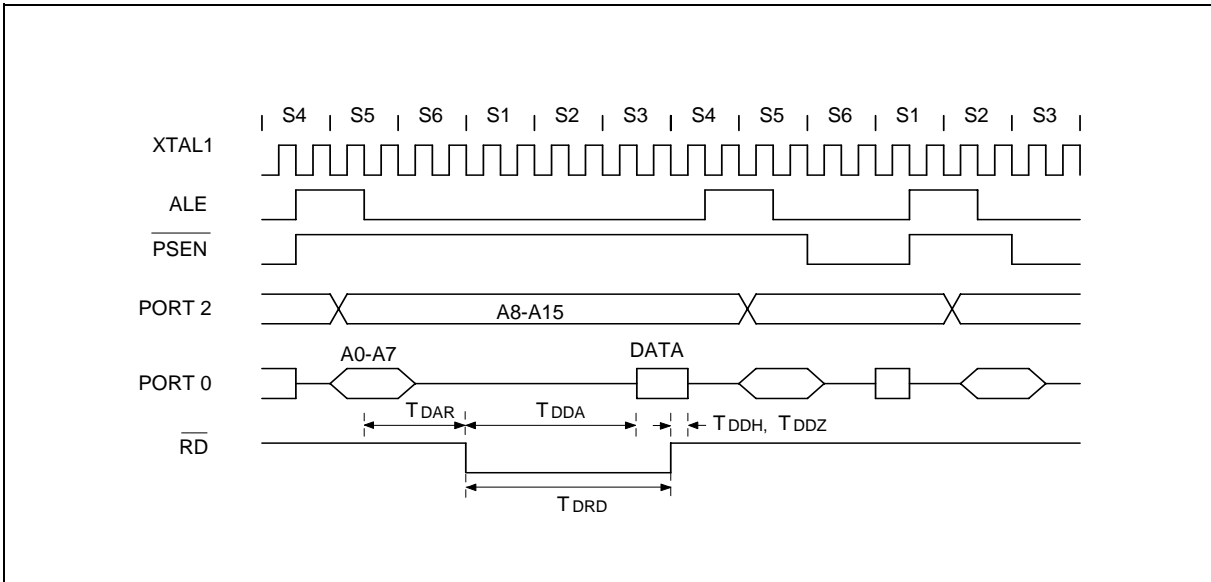 S4 S5 S6 S1 S2 S3 S4 S5 S6 S1 S2 S3
XTAL1
ALE
PSEN
PORT 2
A8-A15
A0-A7 DATA
PORT 0
TDAR TDDA TDDH, TDDZ
RD
TDRD